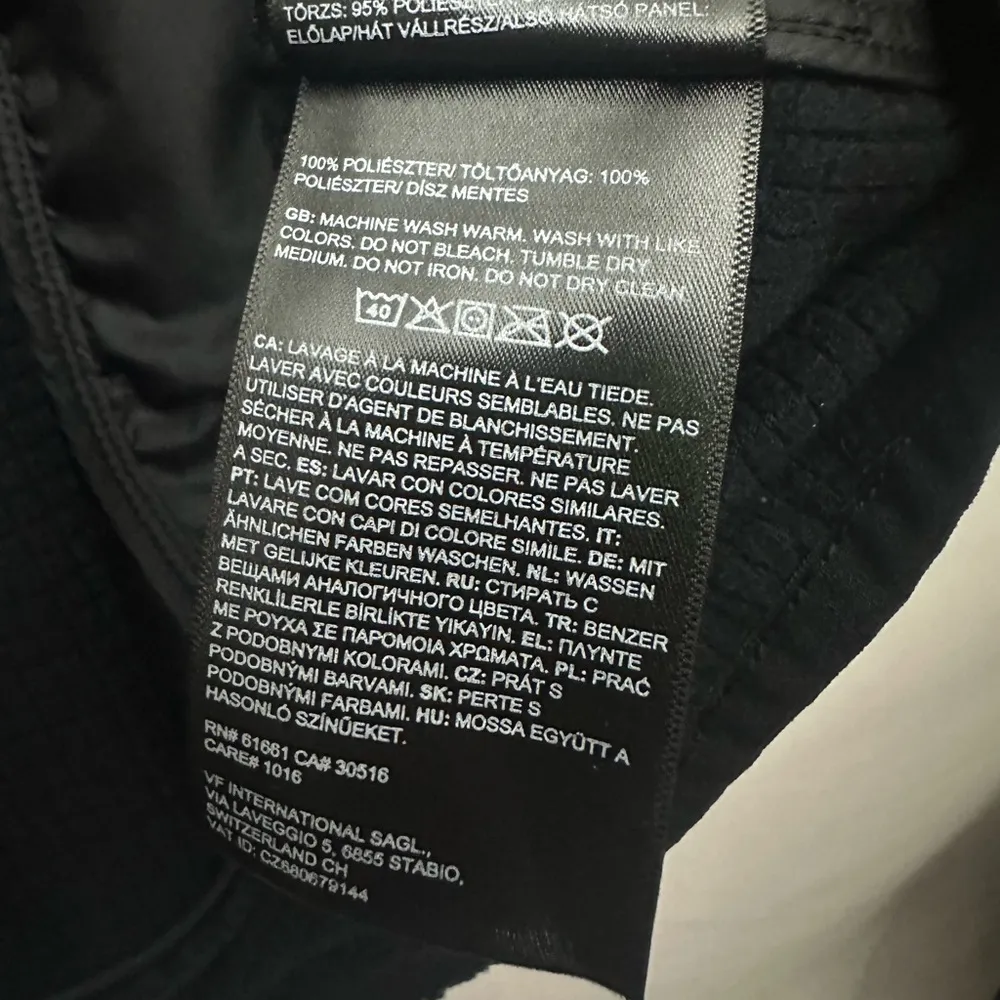 TÖRZS: 95% POLIÉSZTER
ELŐLAP/HÁT VÁLLRÉSZ/ALSÓ HÁTSÓ PANEL:
100% POLIÉSZTER/ TÖLTŐANYAG: 100%
POLIÉSZTER/ DÍSZ MENTES
GB: MACHINE WASH WARM. WASH WITH LIKE
COLORS. DO NOT BLEACH. TUMBLE DRY
MEDIUM. DO NOT IRON. DO NOT DRY CLEAN.
40
CA: LAVAGE À LA MACHINE À L'EAU TIEDE.
LAVER AVEC COULEURS SEMBLABLES. NE PAS
UTILISER D'AGENT DE BLANCHISSEMENT.
SÉCHER À LA MACHINE À TEMPÉRATURE
MOYENNE. NE PAS REPASSER. NE PAS LAVER
A SEC. ES: LAVAR CON COLORES SIMILARES.
PT: LAVE COM CORES SEMELHANTES. IT:
LAVARE CON CAPI DI COLORE SIMILE. DE: MIT
ÄHNLICHEN FARBEN WASCHEN. NL: WASSEN
MET GELIJKE KLEUREN. RU: СТИРАТЬ С
ВЕЩАМИ АНАЛОГИЧНОГО ЦВЕТА. TR: BENZER
RENKLİLERLE BİRLİKTE YIKAYIN. EL: ΠΛΥΝΤΕ
ΜΕ ΡΟΥΧΑ ΣΕ ΠΑΡΟΜΟΙΑ ΧΡΩΜΑΤΑ. PL: PRAĆ
Z PODOBNYMI KOLORAMI. CZ: PRÁT S
PODOBNÝMI BARVAMI. SK: PERTE S
PODOBNÝMI FARBAMI. HU: MOSSA EGYÜTT A
HASONLÓ SZÍNŰEKET.
RN# 61661 CA# 30516
CARE# 1016
VF INTERNATIONAL SAGL.,
VIA LAVEGGIO 5, 6855 STABIO,
SWITZERLAND CH
VAT ID: CZ680679144